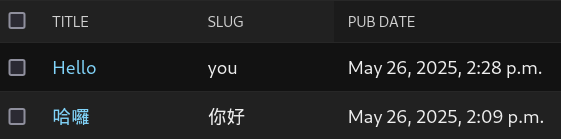 TITLE SLUG PUB DATE
Hello you May 26, 2025, 2:28 p.m.
哈囉 你好 May 26, 2025, 2:09 p.m.